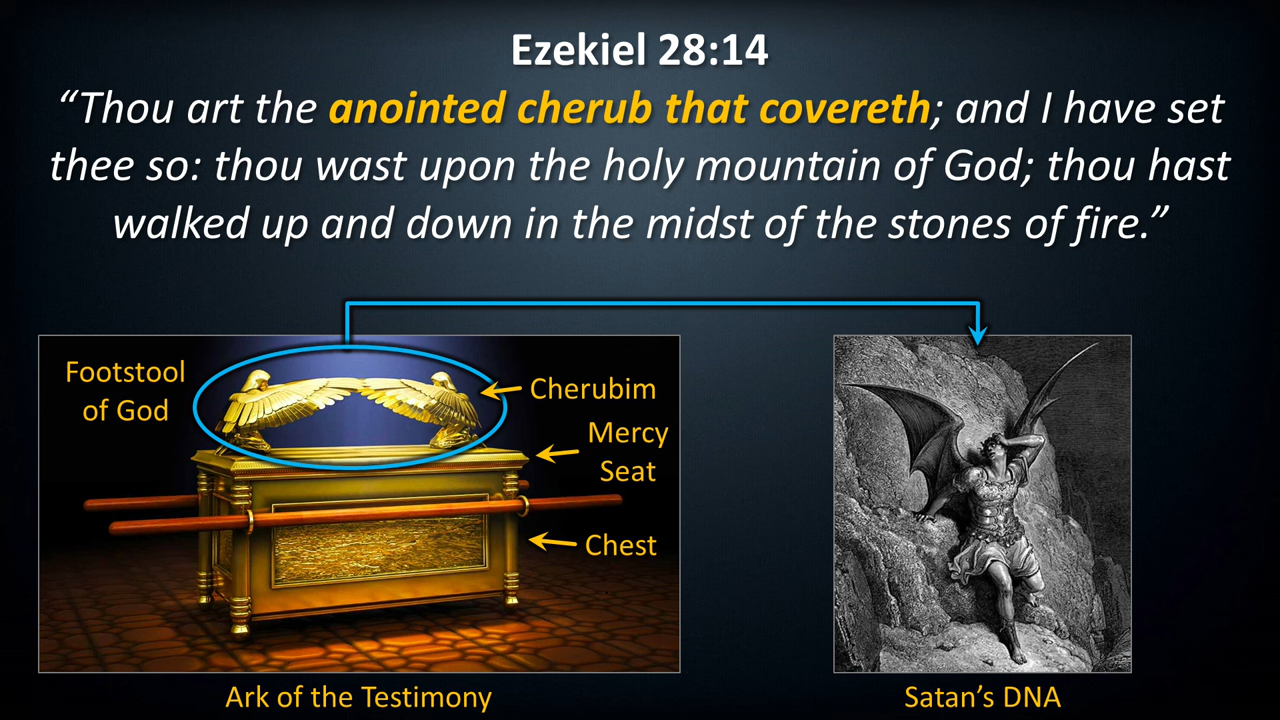 Ezekiel 28:14
“Thou art the anointed cherub that covereth; and I have set
thee so: thou wast upon the holy mountain of God; thou hast
walked up and down in the midst of the stones of fire.”
Footstool
of God
Cherubim
Mercy
Seat
Chest
Ark of the Testimony
Satan’s DNA